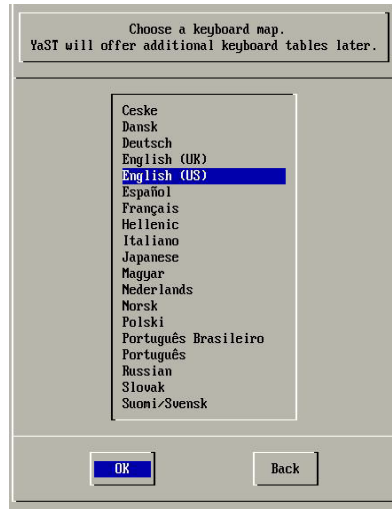 Choose a keyboard map.
YaST will offer additional keyboard tables later.
Ceske
Dansk
Deutsch
English (UK)
English (US)
Español
Français
Hellenic
Italiano
Japanese
Magyar
Nederlands
Norsk
Polski
Português Brasileiro
Português
Russian
Slovak
Suomi/Svensk
OK
Back